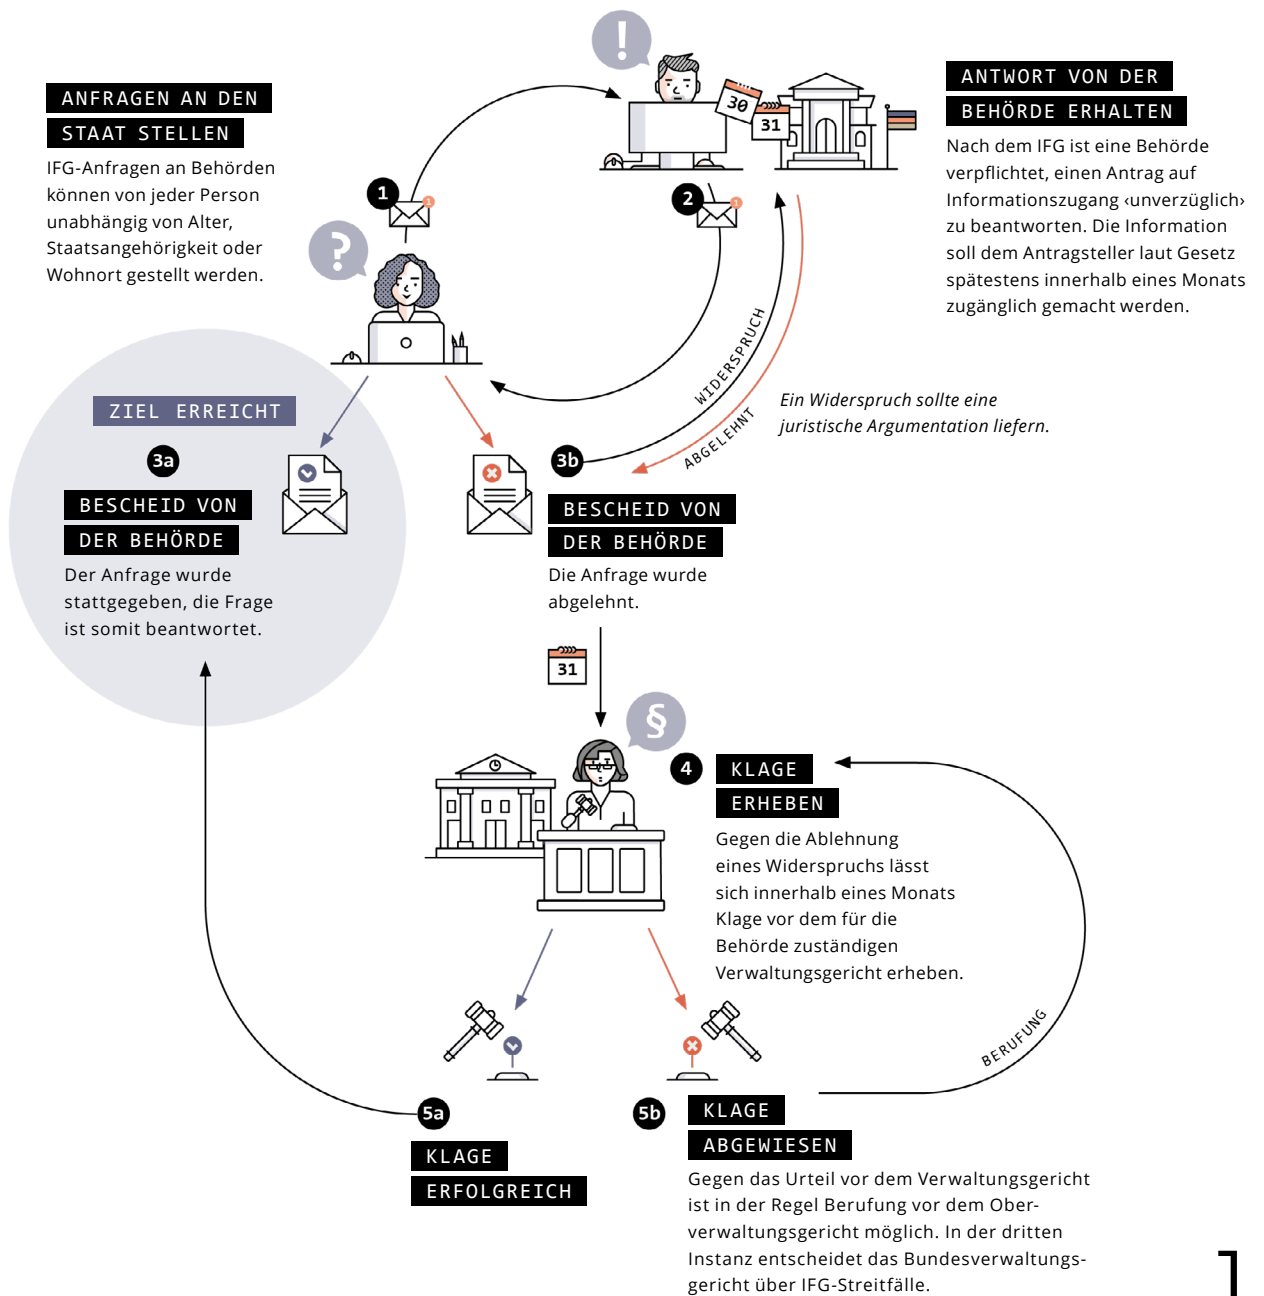 ANFRAGEN AN DEN
STAAT STELLEN
IFG-Anfragen an Behörden
können von jeder Person
unabhängig von Alter,
Staatsangehörigkeit oder
Wohnort gestellt werden.
!
30
31
ANTWORT VON DER
BEHÖRDE ERHALTEN
Nach dem IFG ist eine Behörde
verpflichtet, einen Antrag auf
Informationszugang ‹unverzüglich›
zu beantworten. Die Information
soll dem Antragsteller laut Gesetz
spätestens innerhalb eines Monats
zugänglich gemacht werden.
1
1
2
1
?
WIDERSPRUCH
ABGELEHNT
Ein Widerspruch sollte eine
juristische Argumentation liefern.
ZIEL ERREICHT
3a
BESCHEID VON
DER BEHÖRDE
Der Anfrage wurde
stattgegeben, die Frage
ist somit beantwortet.
3b
BESCHEID VON
DER BEHÖRDE
Die Anfrage wurde
abgelehnt.
31
§
4
KLAGE
ERHEBEN
Gegen die Ablehnung
eines Widerspruchs lässt
sich innerhalb eines Monats
Klage vor dem für die
Behörde zuständigen
Verwaltungsgericht erheben.
BERUFUNG
5a
KLAGE
ERFOLGREICH
5b
KLAGE
ABGEWIESEN
Gegen das Urteil vor dem Verwaltungsgericht
ist in der Regel Berufung vor dem Ober-
verwaltungsgericht möglich. In der dritten
Instanz entscheidet das Bundesverwaltungs-
gericht über IFG-Streitfälle.